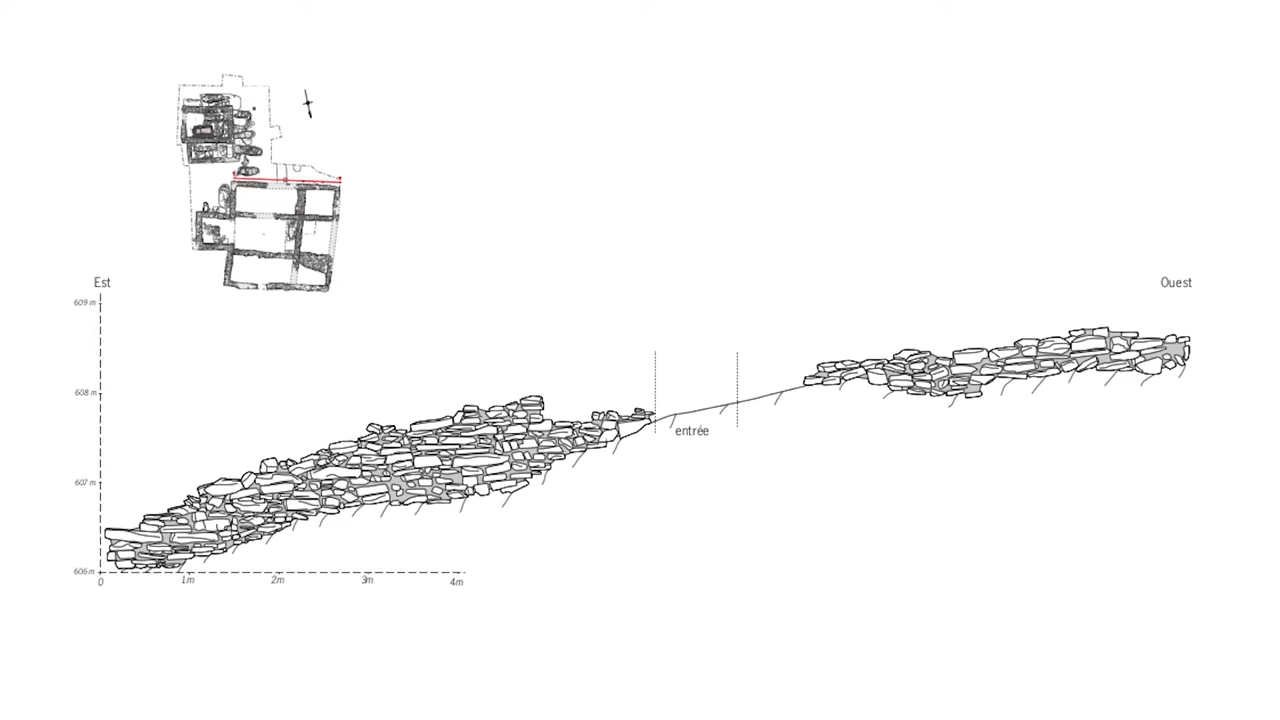 Est
Ouest
609 m
608 m
entrée
607 m
606 m
0
1m
2m
3m
4m